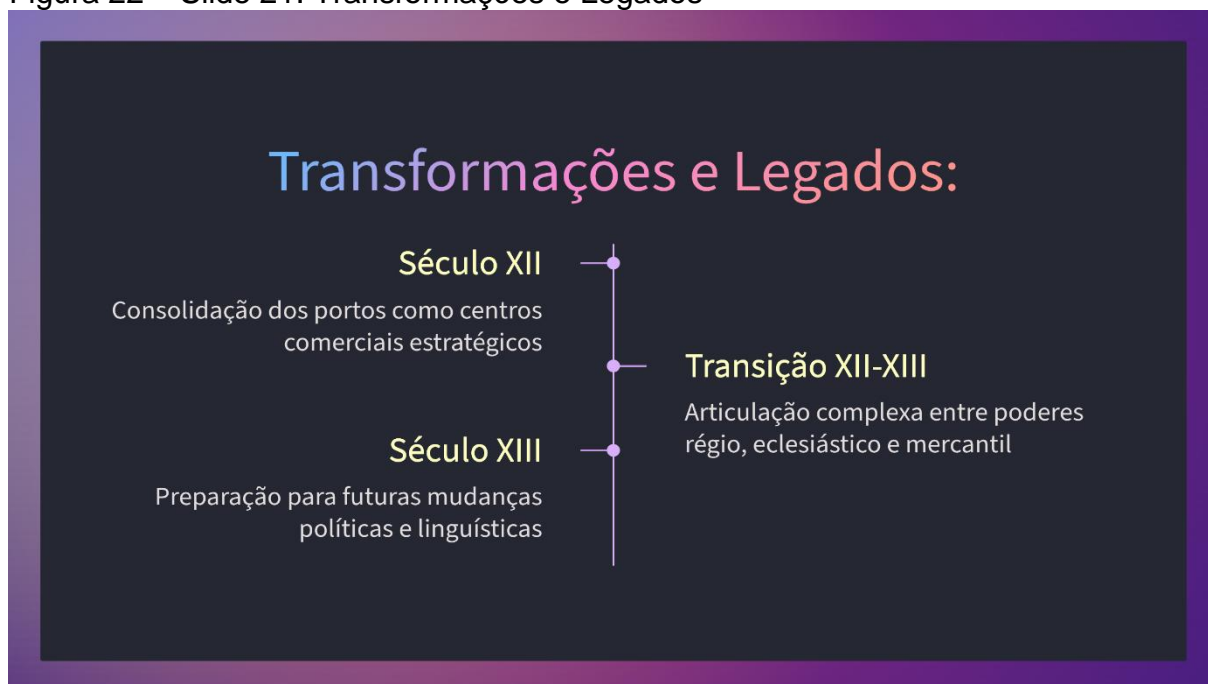 Figura 22 – Slide 21: Transformações e Legados
Transformações e Legados:
Século XII
Consolidação dos portos como centros
comerciais estratégicos
Transição XII-XIII
Articulação complexa entre poderes
régio, eclesiástico e mercantil
Século XIII
Preparação para futuras mudanças
políticas e linguísticas